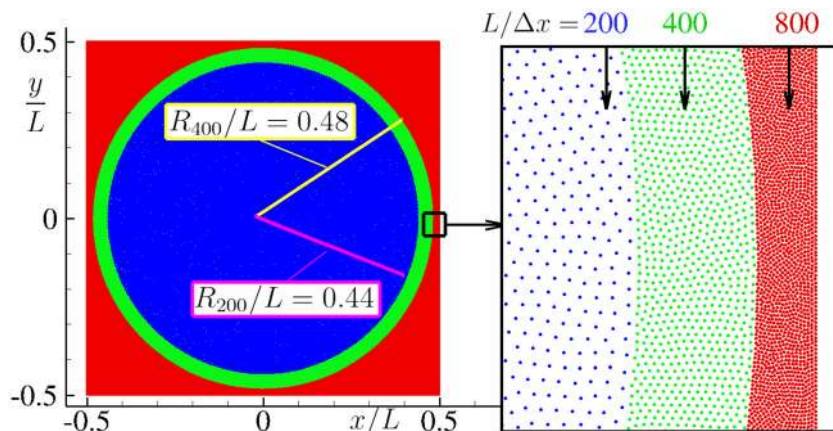 L/Δx = 200 400 800
0.5
y/L
R₄₀₀/L = 0.48
0
R₂₀₀/L = 0.44
-0.5
-0.5 0 x/L 0.5